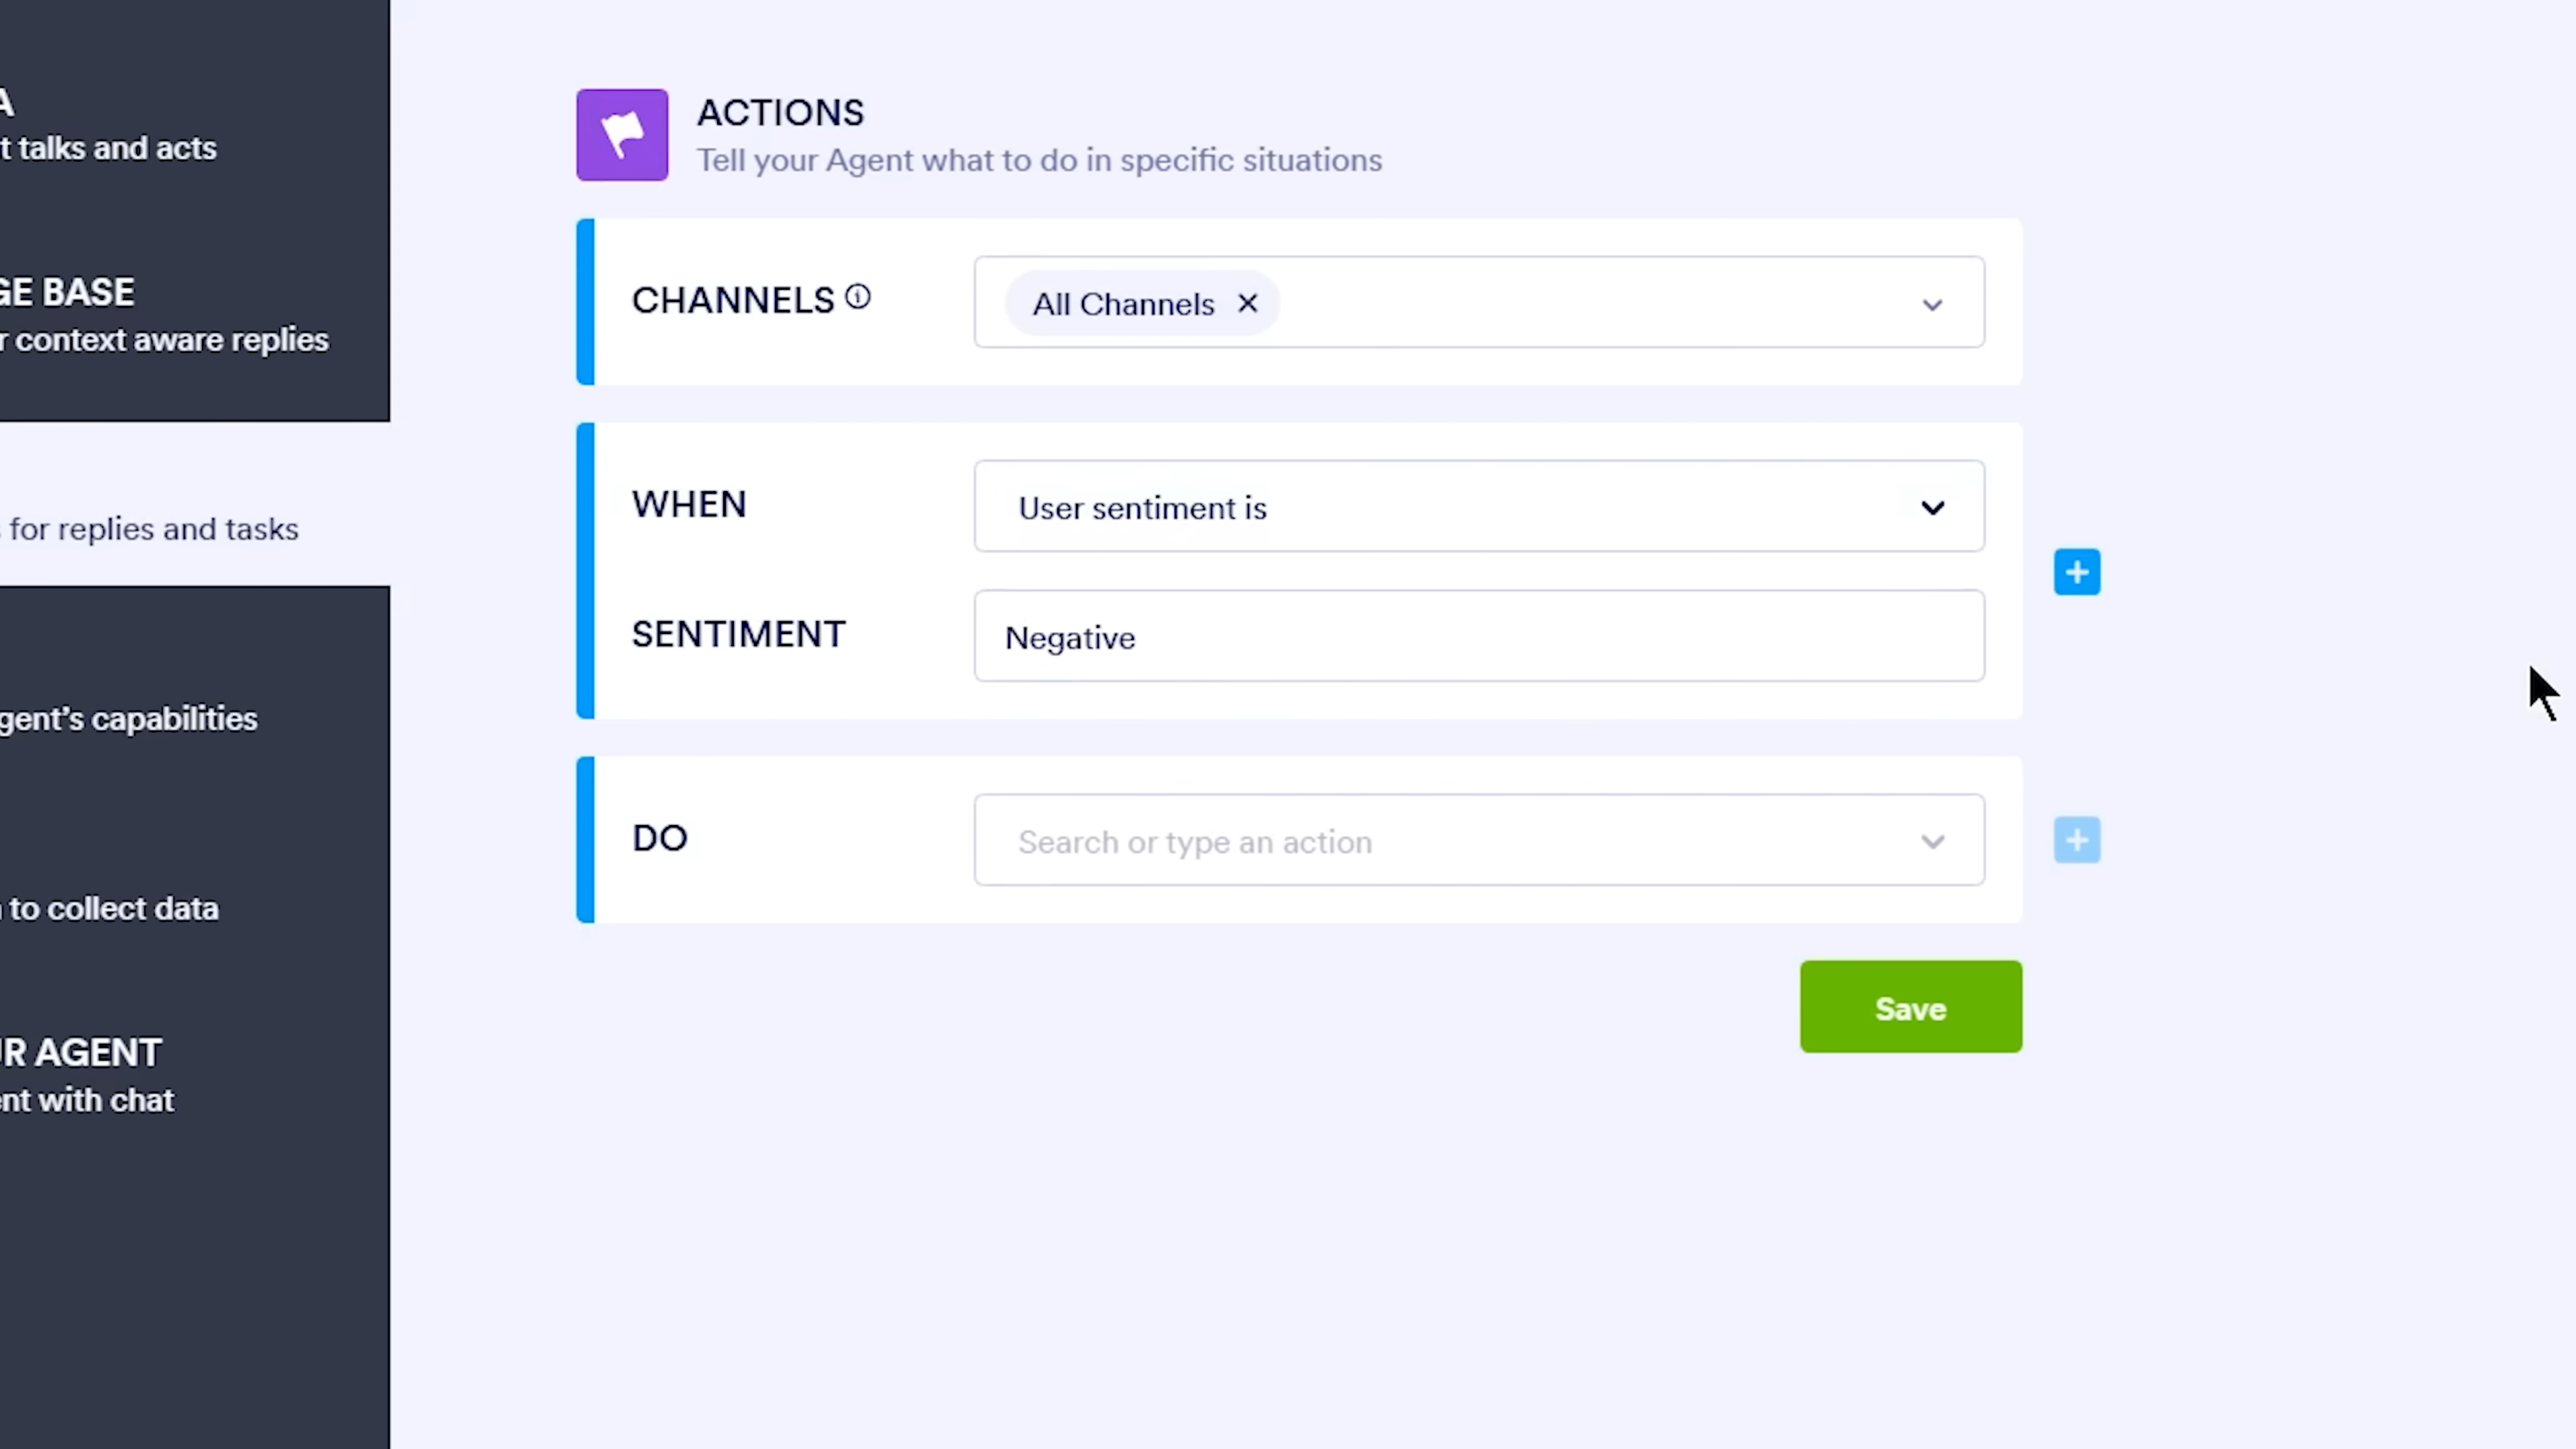 t talks and acts
GE BASE
r context aware replies
for replies and tasks
gent's capabilities
to collect data
UR AGENT
ent with chat
ACTIONS
Tell your Agent what to do in specific situations
CHANNELS
All Channels
WHEN
User sentiment is
SENTIMENT
Negative
DO
Search or type an action
Save